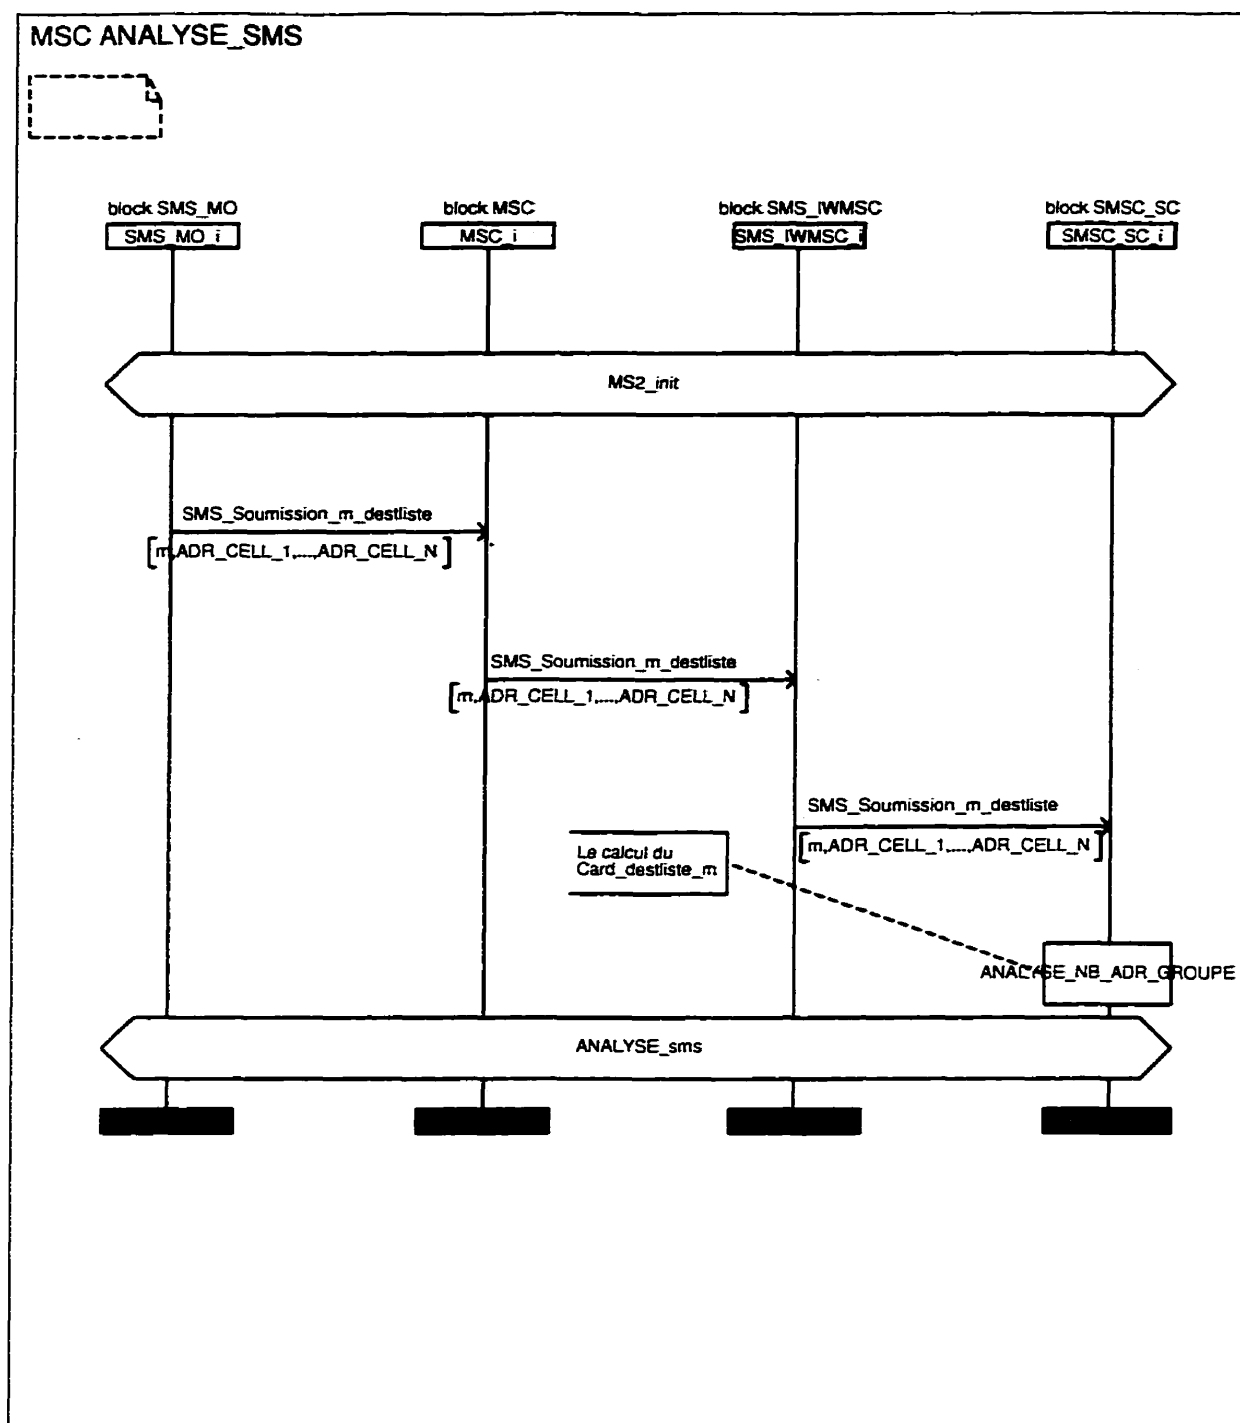 MSC ANALYSE_SMS
block SMS_MO block MSC block SMS_IWMSC block SMSC_SC
SMS_MO_i MSC_i SMS_IWMSC_i SMSC_SC_i
MS2_init
SMS_Soumission_m_destliste
[m,ADR_CELL_1,...,ADR_CELL_N]
SMS_Soumission_m_destliste
[m,ADR_CELL_1,...,ADR_CELL_N]
SMS_Soumission_m_destliste
[m,ADR_CELL_1,...,ADR_CELL_N]
Le calcul du
Card_destliste_m
ANALYSE_NB_ADR_GROUPE
ANALYSE_sms